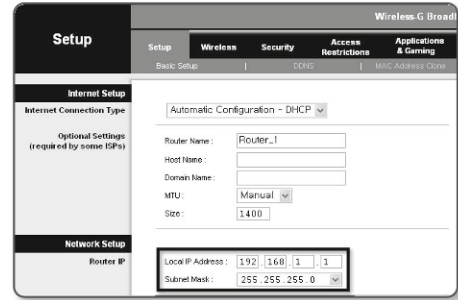 Wireless-G Broad
Setup
Setup Wireless Security Access Restrictions Applications & Gaming
Basic Setup | DDNS | MAC Address Clone
Internet Setup
Internet Connection Type Automatic Configuration - DHCP
Optional Settings
(required by some ISPs)
Router Name : Router_1
Host Name :
Domain Name :
MTU : Manual
Size : 1400
Network Setup
Router IP
Local IP Address : 192 . 168 . 1 . 1
Subnet Mask : 255.255.255.0